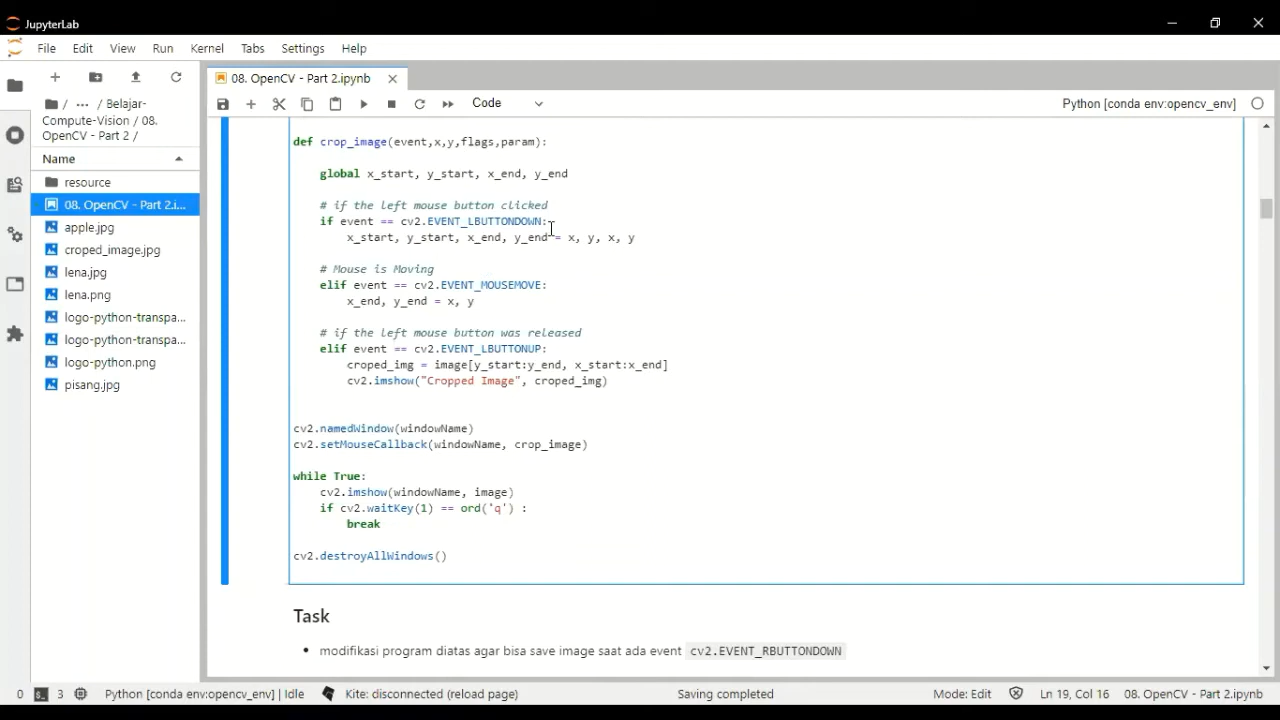 JupyterLab
File Edit View Run Kernel Tabs Settings Help
08. OpenCV - Part 2.ipynb
/ ... / Belajar-
Compute-Vision / 08.
OpenCV - Part 2 /
Code
Python [conda env:opencv_env]
Name
resource
08. OpenCV - Part 2.i...
apple.jpg
croped_image.jpg
lena.jpg
lena.png
logo-python-transpa...
logo-python-transpa...
logo-python.png
pisang.jpg
def crop_image(event,x,y,flags,param):
global x_start, y_start, x_end, y_end
# if the left mouse button clicked
if event == cv2.EVENT_LBUTTONDOWN:
x_start, y_start, x_end, y_end = x, y, x, y
# Mouse is Moving
elif event == cv2.EVENT_MOUSEMOVE:
x_end, y_end = x, y
# if the left mouse button was released
elif event == cv2.EVENT_LBUTTONUP:
croped_img = image[y_start:y_end, x_start:x_end]
cv2.imshow("Cropped Image", croped_img)
cv2.namedWindow(windowName)
cv2.setMouseCallback(windowName, crop_image)
while True:
cv2.imshow(windowName, image)
if cv2.waitKey(1) == ord('q') :
break
cv2.destroyAllWindows()
Task
• modifikasi program diatas agar bisa save image saat ada event cv2.EVENT_RBUTTONDOWN
0 3 Python [conda env:opencv_env] | Idle Kite: disconnected (reload page) Saving completed Mode: Edit Ln 19, Col 16 08. OpenCV - Part 2.ipynb